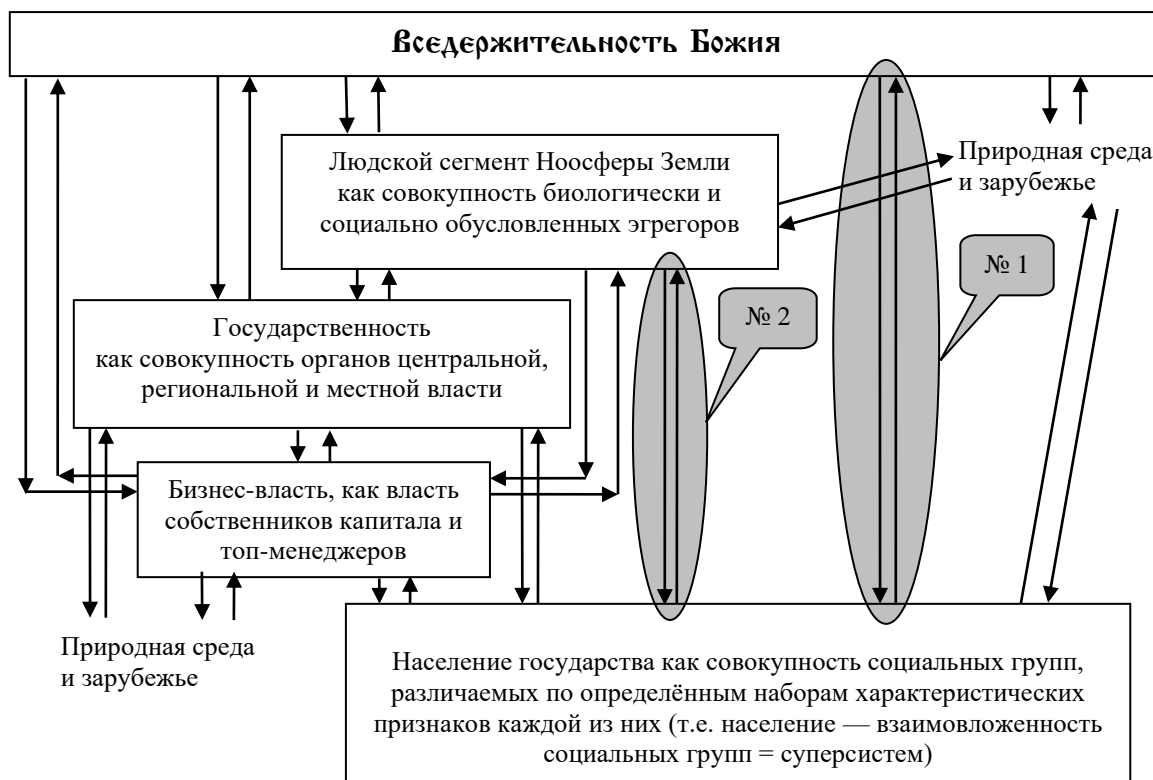 Вседержительность Божия
Людской сегмент Ноосферы Земли
как совокупность биологически и
социально обусловленных эгрегоров
Природная среда
и зарубежье
№ 1
№ 2
Государственность
как совокупность органов центральной,
региональной и местной власти
Бизнес-власть, как власть
собственников капитала и
топ-менеджеров
Природная среда
и зарубежье
Население государства как совокупность социальных групп,
различаемых по определённым наборам характеристических
признаков каждой из них (т.е. население — взаимовложенность
социальных групп = суперсистем)